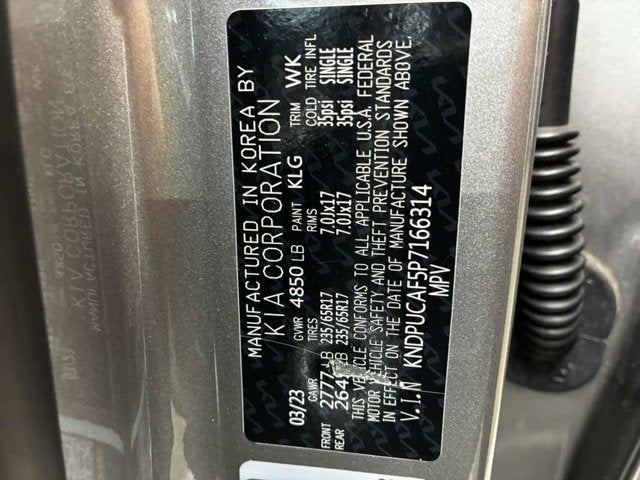 MANUFACTURED IN KOREA BY
KIA CORPORATION
03/23 GVWR 4850 LB PAINT KLG TRIM WK
GAWR TIRES RIMS COLD TIRE INFL
FRONT 2777 LB 235/65R17 7.0Jx17 35psi SINGLE
REAR LB 235/65R17 7.0Jx17 35psi SINGLE
THIS VEHICLE CONFORMS TO ALL APPLICABLE U.S.A. FEDERAL
MOTOR VEHICLE SAFETY AND THEFT PREVENTION STANDARDS
IN EFFECT ON THE DATE OF MANUFACTURE SHOWN ABOVE.
V.I.N KNDPUCAF5P7166314
MPV